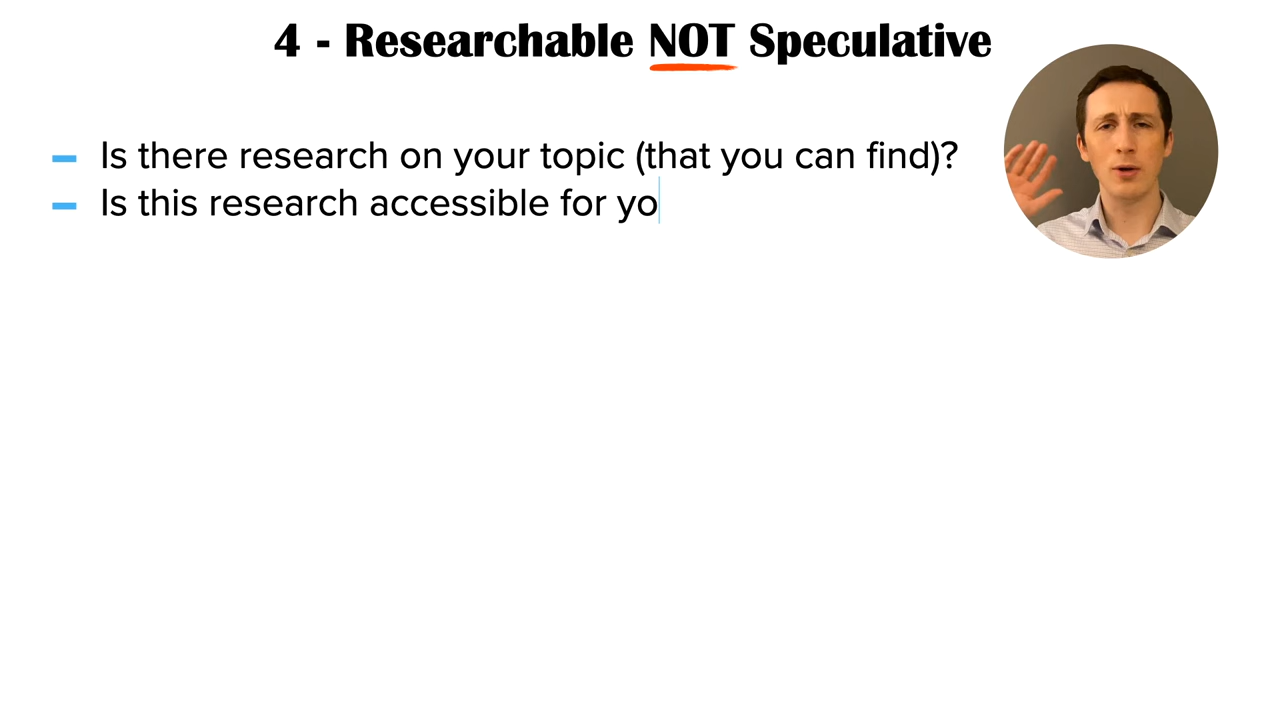 4 - Researchable NOT Speculative
- Is there research on your topic (that you can find)?
- Is this research accessible for yo